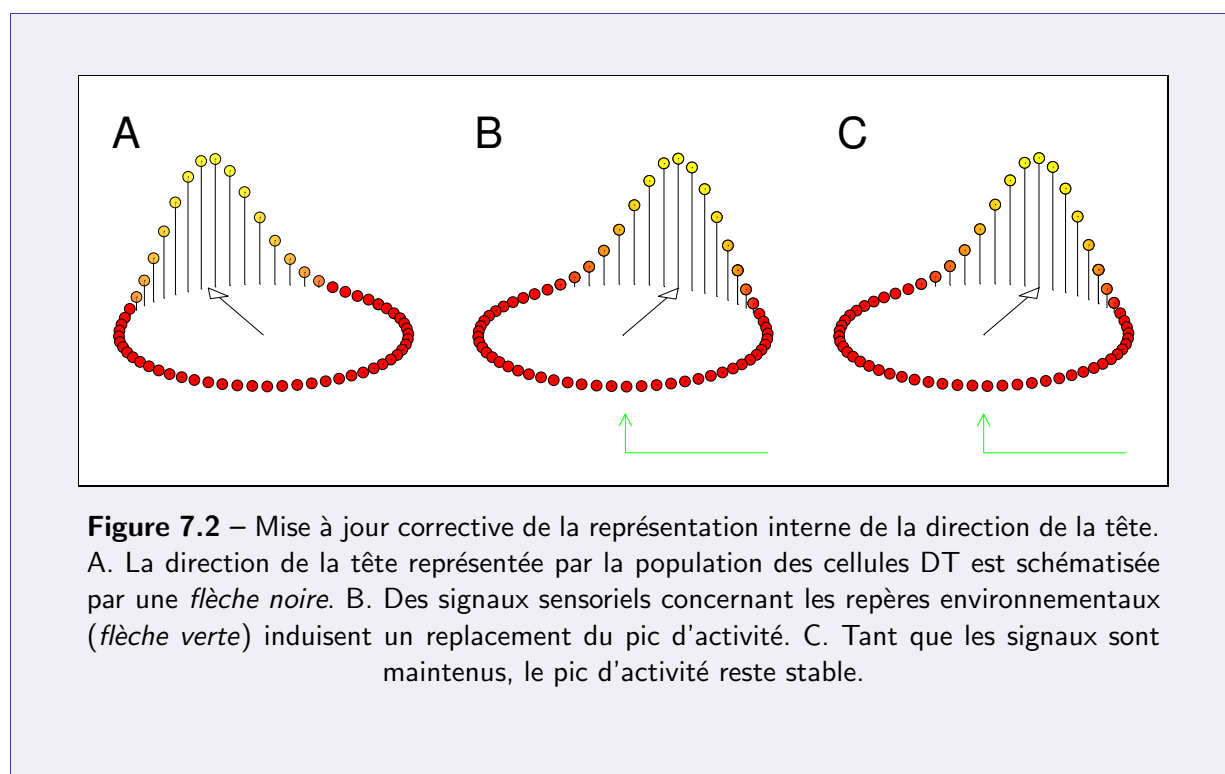 A B C
Figure 7.2 – Mise à jour corrective de la représentation interne de la direction de la tête.
A. La direction de la tête représentée par la population des cellules DT est schématisée
par une flèche noire. B. Des signaux sensoriels concernant les repères environnementaux
(flèche verte) induisent un replacement du pic d'activité. C. Tant que les signaux sont
maintenus, le pic d'activité reste stable.